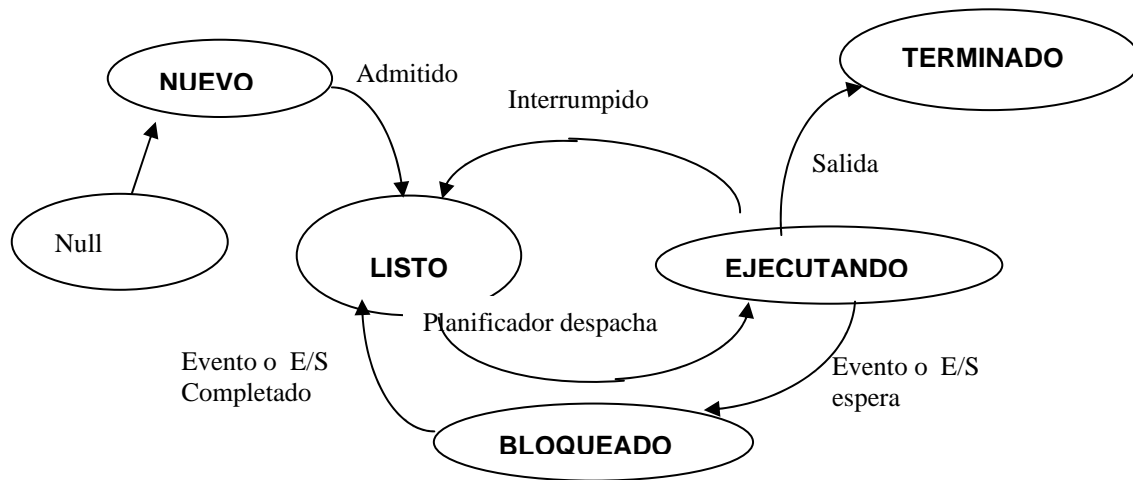 NUEVO
Admitido
Interrumpido
TERMINADO
Salida
Null
LISTO
EJECUTANDO
Planificador despacha
Evento o E/S
Completado
Evento o E/S
espera
BLOQUEADO